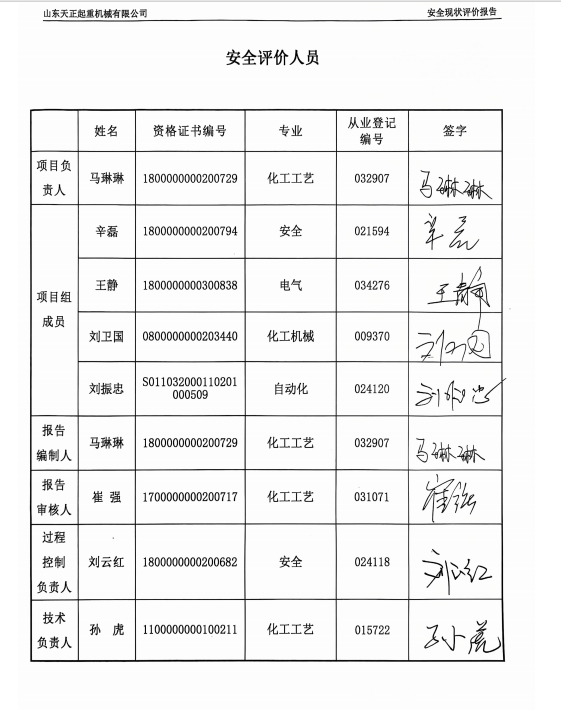 山东天正起重机械有限公司 安全现状评价报告
安全评价人员
姓名 资格证书编号 专业 从业登记编号 签字
项目负责人 马琳琳 1800000000200729 化工工艺 032907 马琳琳
项目组成员 辛磊 1800000000200794 安全 021594 辛磊
王静 1800000000300838 电气 034276 王静
刘卫国 0800000000203440 化工机械 009370 刘卫国
刘振忠 S011032000110201000509 自动化 024120 刘振忠
报告编制人 马琳琳 1800000000200729 化工工艺 032907 马琳琳
报告审核人 崔 强 1700000000200717 化工工艺 031071 崔强
过程控制负责人 刘云红 1800000000200682 安全 024118 刘云红
技术负责人 孙 虎 1100000000100211 化工工艺 015722 孙小虎